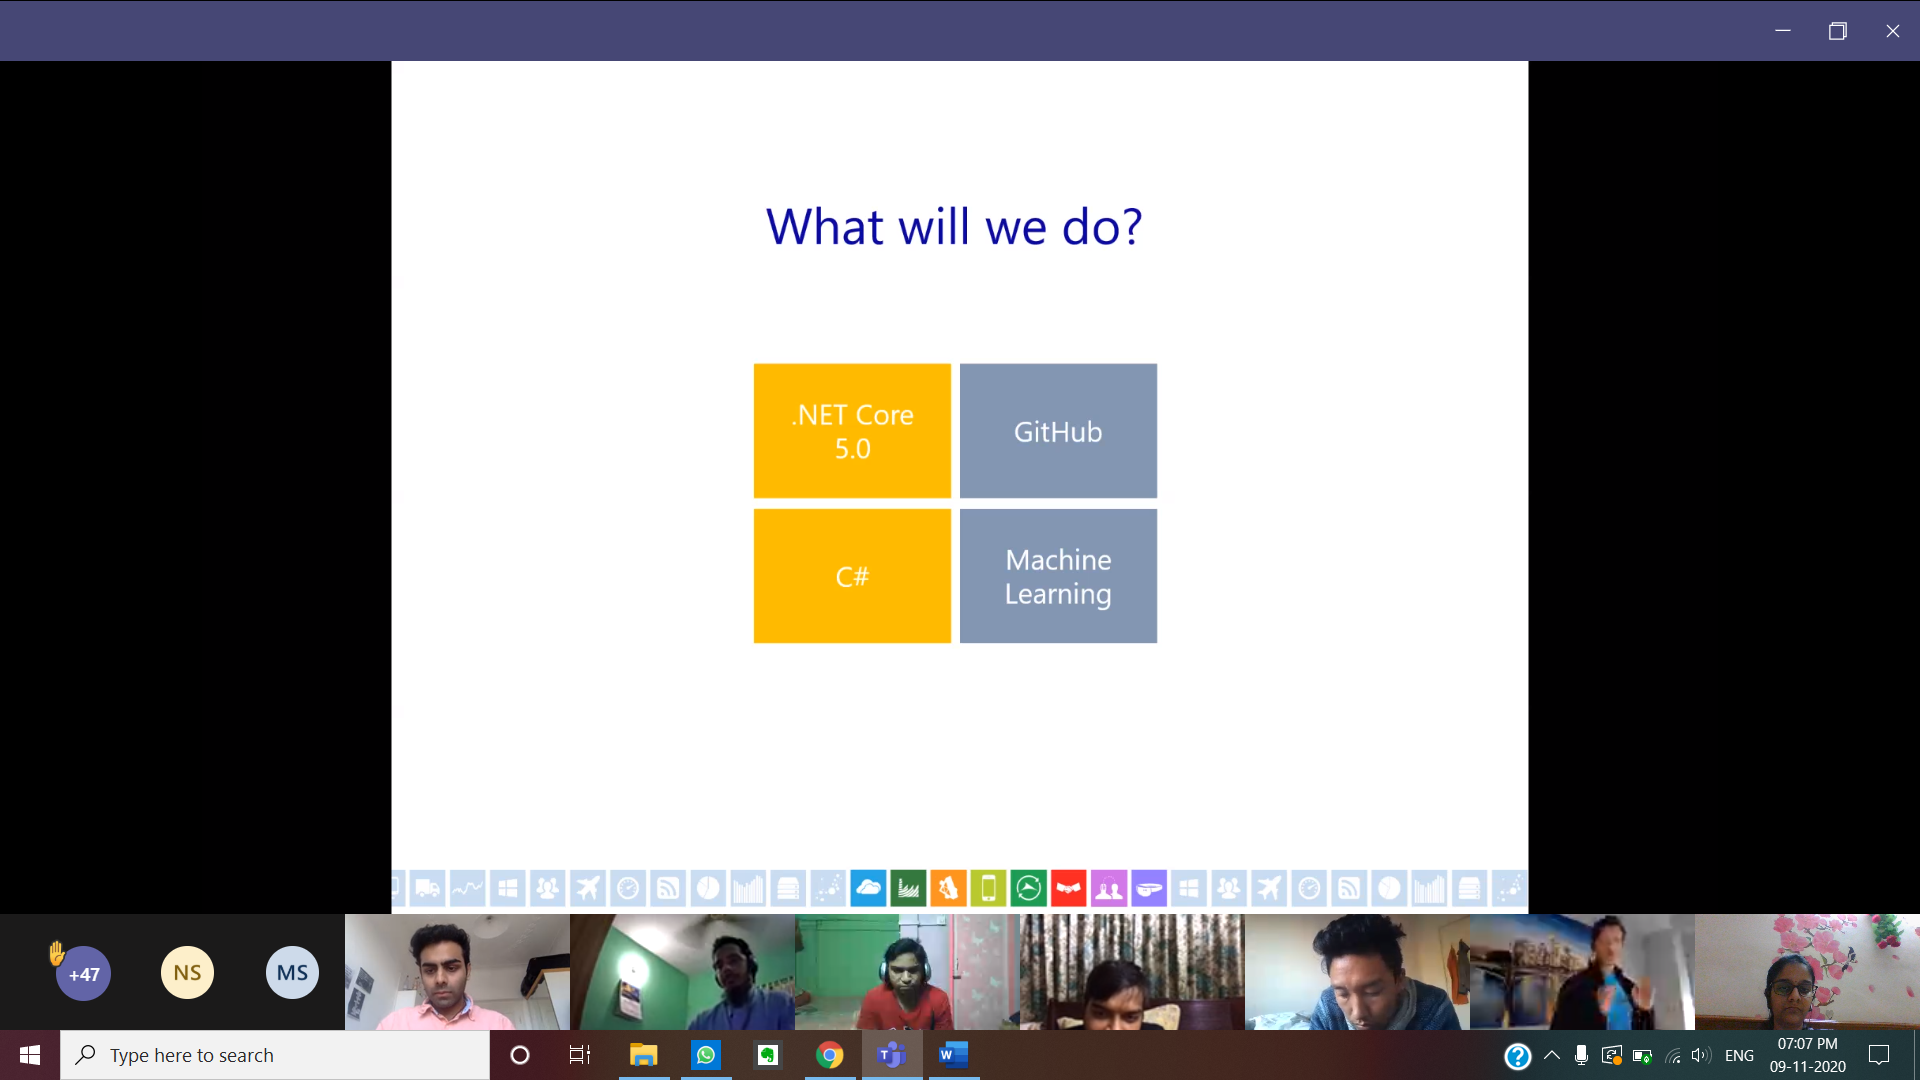 What will we do?
.NET Core
5.0
GitHub
C#
Machine
Learning
+47
NS
MS
Type here to search
ENG
07:07 PM
09-11-2020